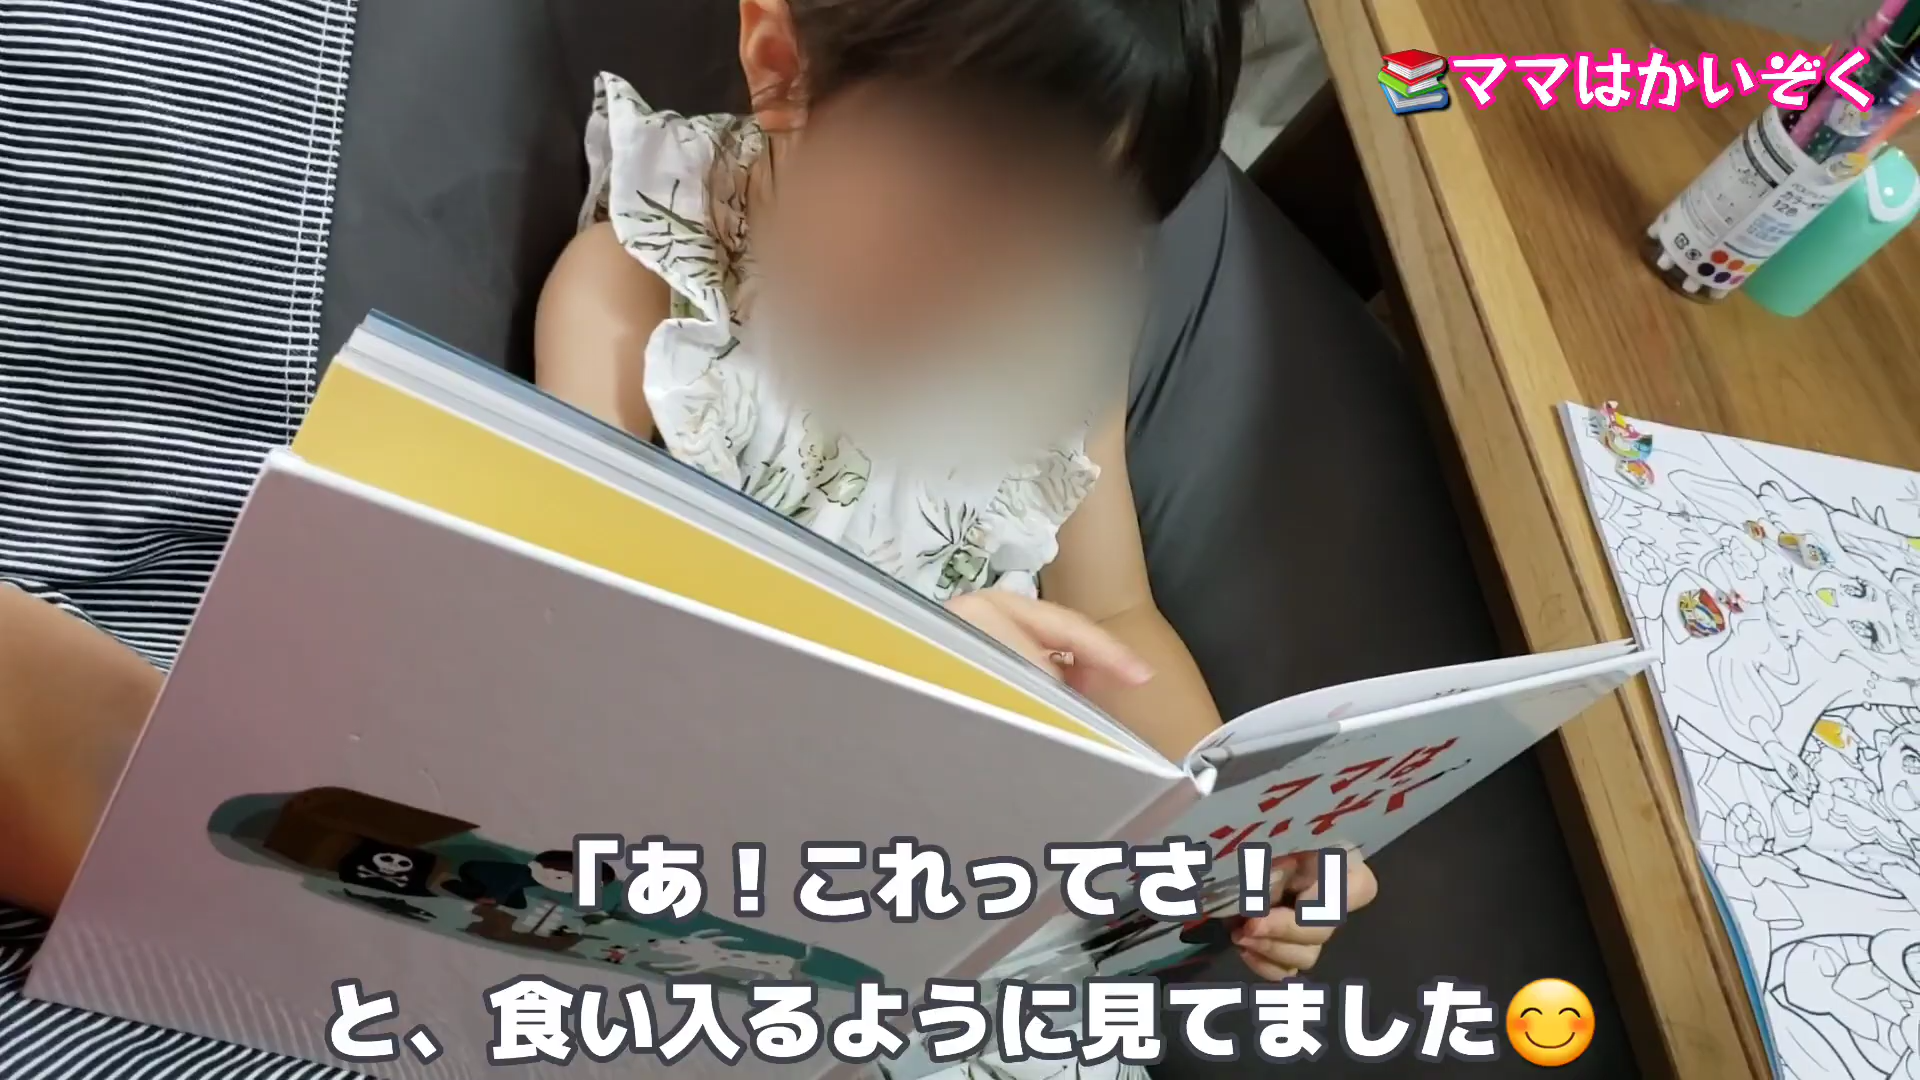 📚ママはかいぞく
「あ！これってさ！」
と、食い入るように見てました😊